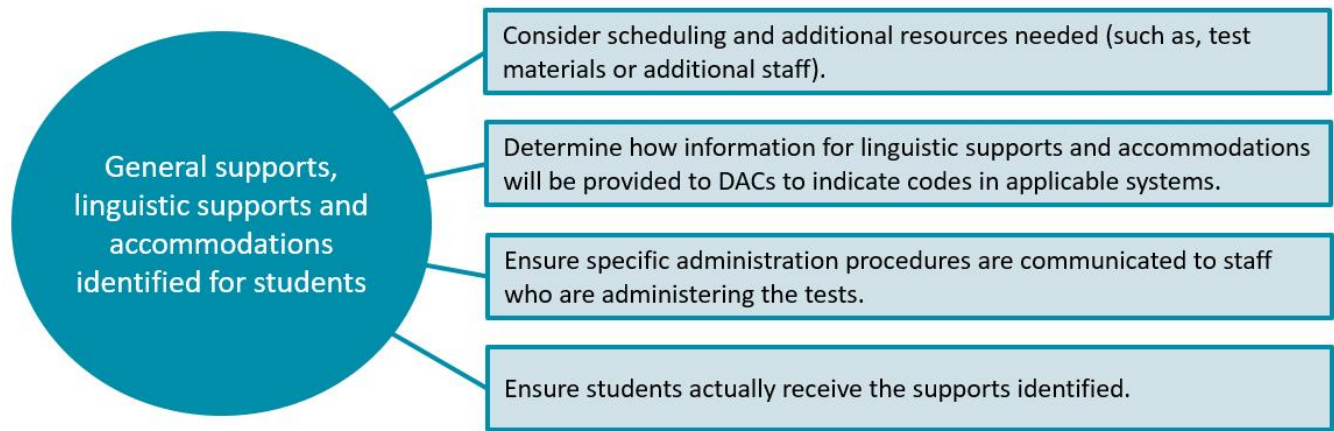 General supports,
linguistic supports and
accommodations
identified for students
Consider scheduling and additional resources needed (such as, test
materials or additional staff).
Determine how information for linguistic supports and accommodations
will be provided to DACs to indicate codes in applicable systems.
Ensure specific administration procedures are communicated to staff
who are administering the tests.
Ensure students actually receive the supports identified.